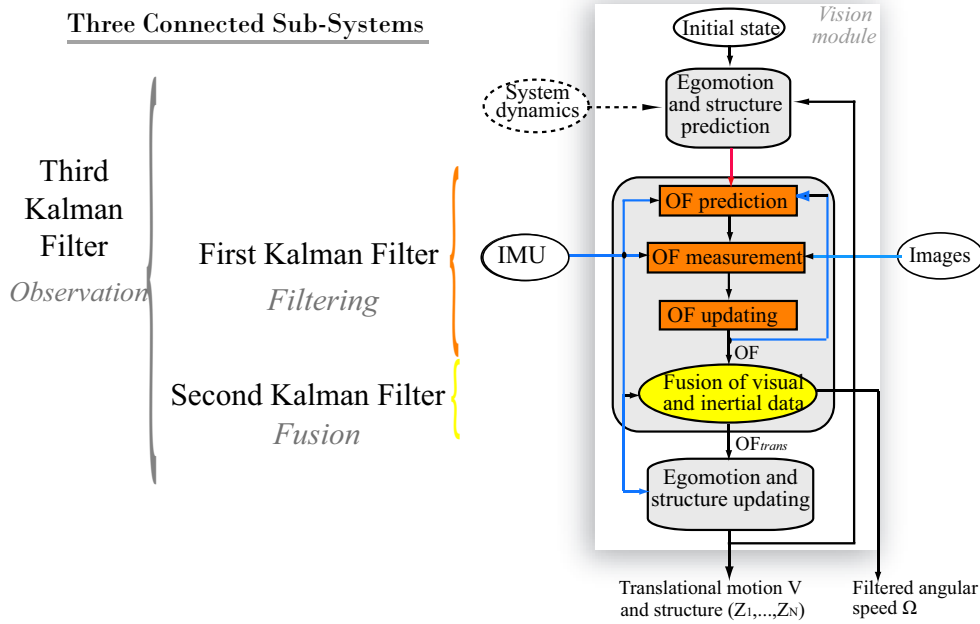 Three Connected Sub-Systems
Vision
module
Initial state
System
dynamics
Egomotion
and structure
prediction
Third
Kalman
Filter
Observation
First Kalman Filter
Filtering
Second Kalman Filter
Fusion
OF prediction
IMU
OF measurement
Images
OF updating
OF
Fusion of visual
and inertial data
OFtrans
Egomotion and
structure updating
Translational motion V
and structure (Z1,...,ZN)
Filtered angular
speed Ω